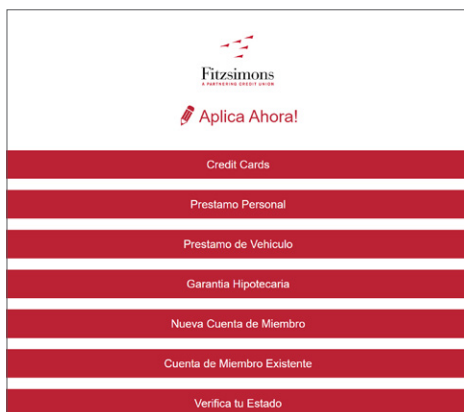 Fitzsimons
A PARTNERING CREDIT UNION
Aplica Ahora!
Credit Cards
Prestamo Personal
Prestamo de Vehiculo
Garantia Hipotecaria
Nueva Cuenta de Miembro
Cuenta de Miembro Existente
Verifica tu Estado